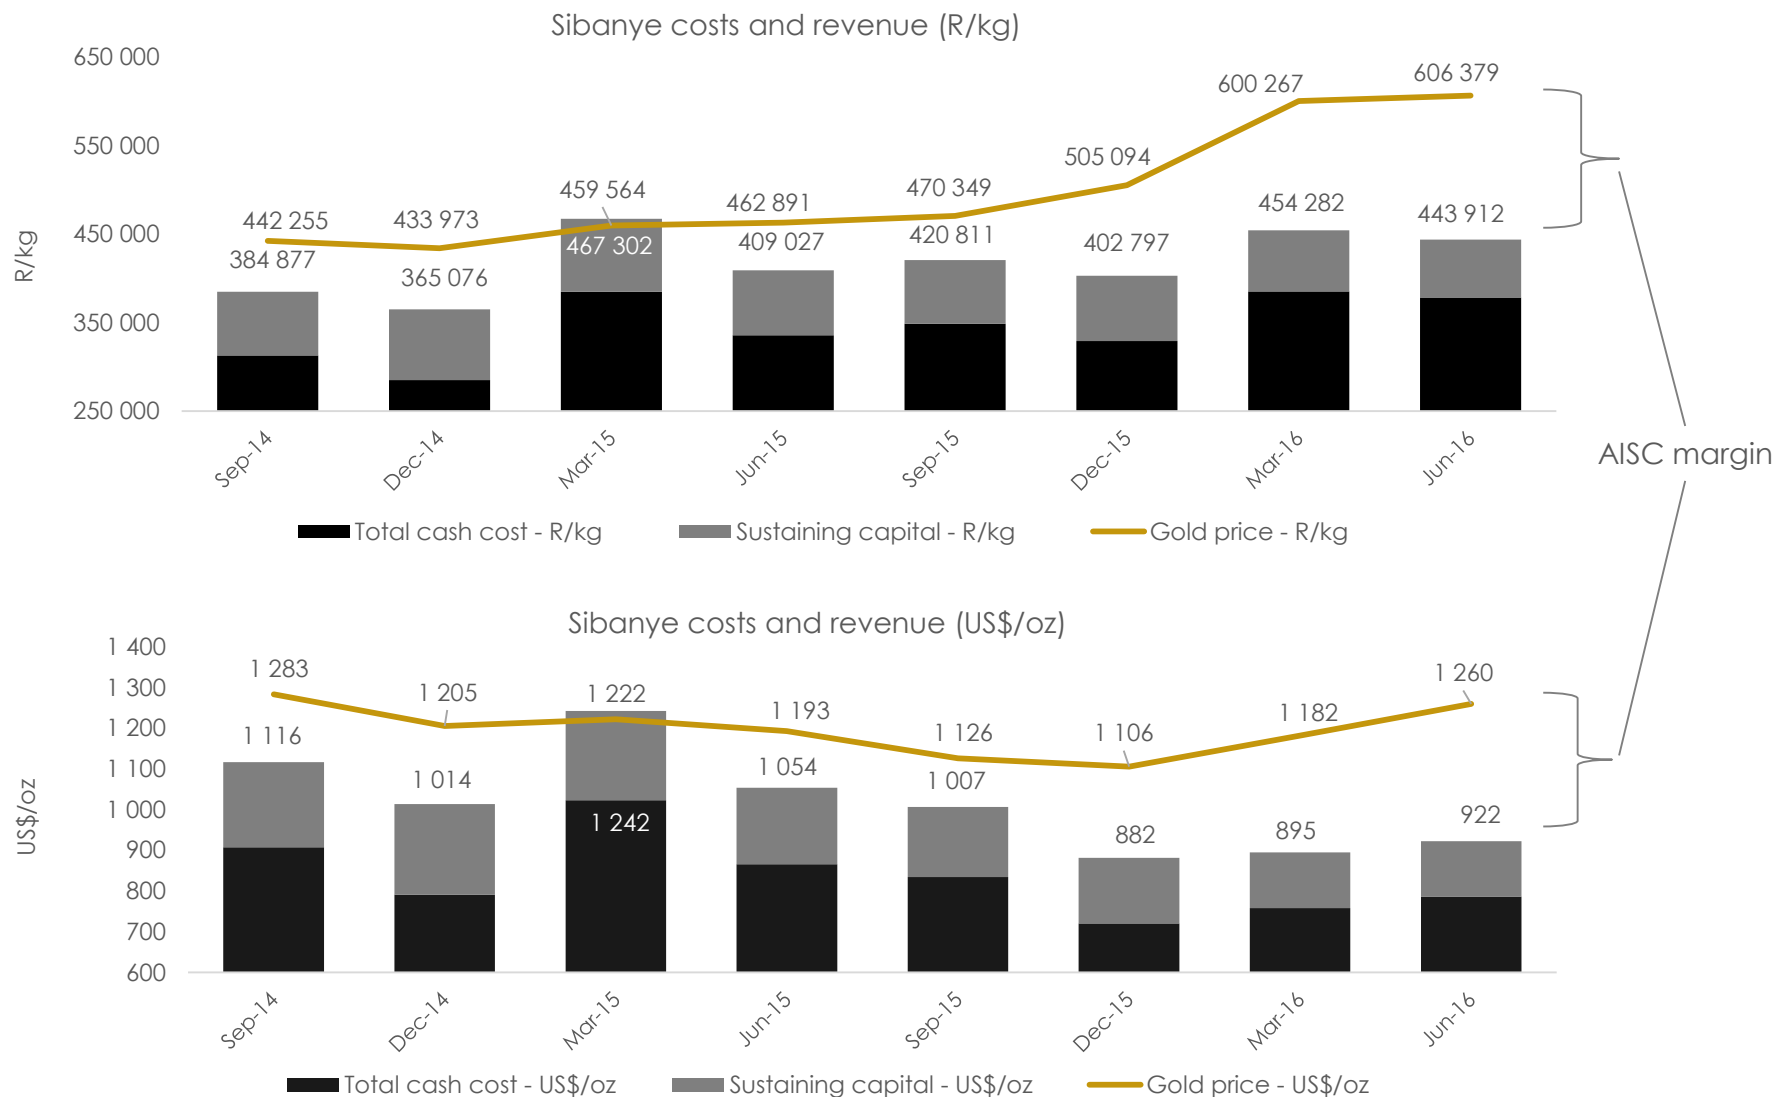 Sibanye costs and revenue (R/kg)
650 000
550 000
450 000
350 000
250 000
R/kg
442 255
433 973
459 564
462 891
470 349
505 094
600 267
606 379
384 877
365 076
467 302
409 027
420 811
402 797
454 282
443 912
Sep-14
Dec-14
Mar-15
Jun-15
Sep-15
Dec-15
Mar-16
Jun-16
Total cash cost - R/kg
Sustaining capital - R/kg
Gold price - R/kg
AISC margin
Sibanye costs and revenue (US$/oz)
1 400
1 300
1 200
1 100
1 000
900
800
700
600
US$/oz
1 283
1 205
1 222
1 193
1 126
1 106
1 182
1 260
1 116
1 014
1 242
1 054
1 007
882
895
922
Sep-14
Dec-14
Mar-15
Jun-15
Sep-15
Dec-15
Mar-16
Jun-16
Total cash cost - US$/oz
Sustaining capital - US$/oz
Gold price - US$/oz